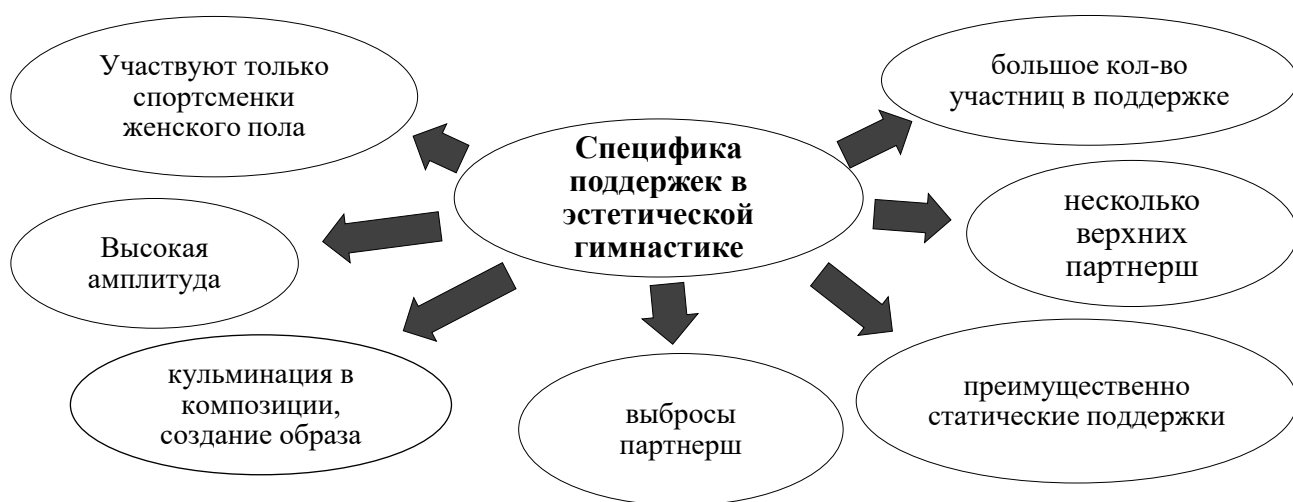 Участвуют только
спортсменки
женского пола
большое кол-во
участниц в поддержке
Специфика
поддержек в
эстетической
гимнастике
несколько
верхних
партнерш
Высокая
амплитуда
кульминация в
композиции,
создание образа
выбросы
партнерш
преимущественно
статические поддержки